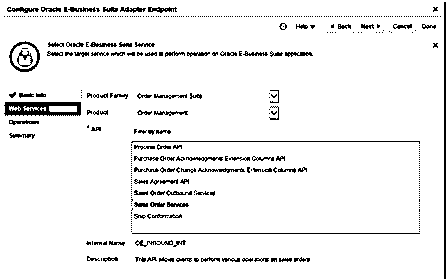 Configure Oracle E-Business Suite Adapter Endpoint
Help
Back
Next
Cancel
Done
Select Oracle E-Business Suite Service
Select the target service which will be used to perform operation on Oracle E-Business Suite application.
Basic Info
Web Services
Operations
Summary
Product Family
Order Management Suite
Product
Order Management
* API
Filter by name
Process Order API
Purchase Order Acknowledgments Extension Columns API
Purchase Order Change Acknowledgments Extension Columns API
Sales Agreement API
Sales Order Outbound Services
Sales Order Services
Ship Confirmation
Internal Name
OE_INBOUND_INT
Description
This API allows clients to perform various operations on sales orders